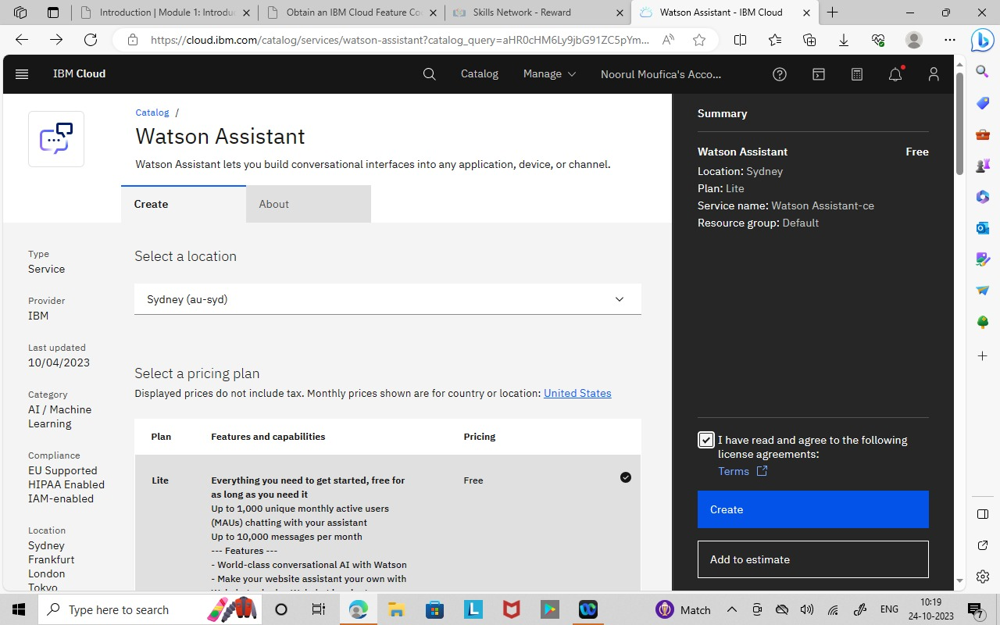 Introduction | Module 1: Introduc
Obtain an IBM Cloud Feature Co
Skills Network - Reward
Watson Assistant - IBM Cloud
https://cloud.ibm.com/catalog/services/watson-assistant?catalog_query=aHR0cHM6Ly9jbG91ZC5pYm...
IBM Cloud
Catalog
Manage
Noorul Moufica's Acco...
Catalog /
Watson Assistant
Watson Assistant lets you build conversational interfaces into any application, device, or channel.
Create
About
Type
Service
Provider
IBM
Last updated
10/04/2023
Category
AI / Machine
Learning
Compliance
EU Supported
HIPAA Enabled
IAM-enabled
Location
Sydney
Frankfurt
London
Tokyo
Select a location
Sydney (au-syd)
Select a pricing plan
Displayed prices do not include tax. Monthly prices shown are for country or location: United States
Plan
Features and capabilities
Pricing
Lite
Everything you need to get started, free for
as long as you need it
Free
Up to 1,000 unique monthly active users
(MAUs) chatting with your assistant
Up to 10,000 messages per month
--- Features ---
- World-class conversational AI with Watson
- Make your website assistant your own with
Summary
Watson Assistant
Free
Location: Sydney
Plan: Lite
Service name: Watson Assistant-ce
Resource group: Default
I have read and agree to the following
license agreements:
Terms
Create
Add to estimate
Type here to search
Match
ENG
10:19
24-10-2023
7